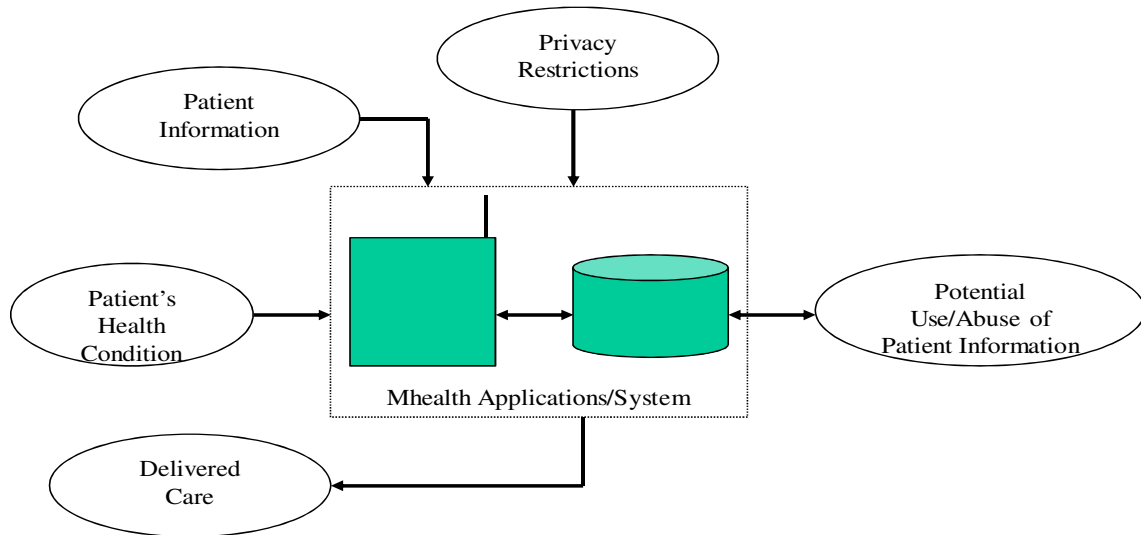 Privacy
Restrictions
Patient
Information
Patient’s
Health
Condition
Potential
Use/Abuse of
Patient Information
Mhealth Applications/System
Delivered
Care